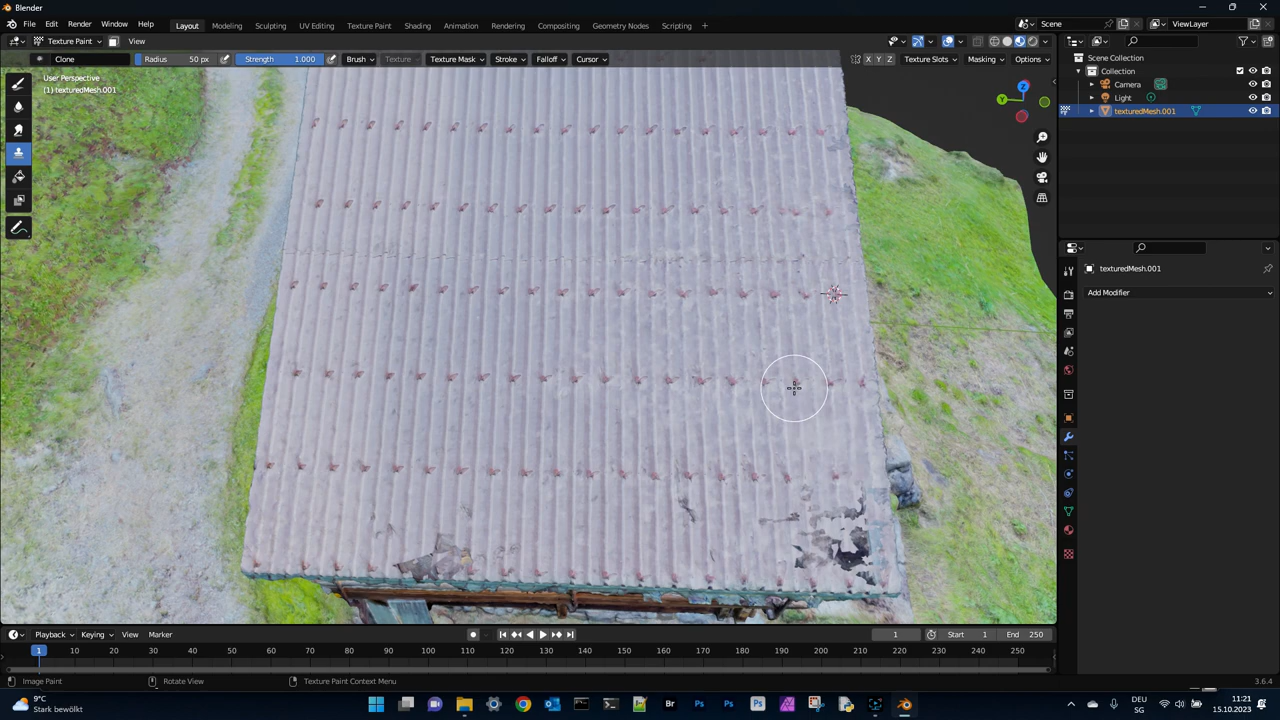 Blender
File Edit Render Window Help Layout Modeling Sculpting UV Editing Texture Paint Shading Animation Rendering Compositing Geometry Nodes Scripting + Scene ViewLayer
Texture Paint View
Clone Radius 50 px Strength 1.000 Brush Texture Texture Mask Stroke Falloff Cursor X Y Z Texture Slots Masking Options
User Perspective
(1) texturedMesh.001
Y
Z
Scene Collection
Collection
Camera
Light
texturedMesh.001
texturedMesh.001
Add Modifier
Playback Keying View Marker 1 Start 1 End 250
1 10 20 30 40 50 60 70 80 90 100 110 120 130 140 150 160 170 180 190 200 210 220 230 240 250
Image Paint Rotate View Texture Paint Context Menu 3.6.4
9°C
Stark bewölkt
Br Ps Ps Ps
DEU
SG
11:21
15.10.2023